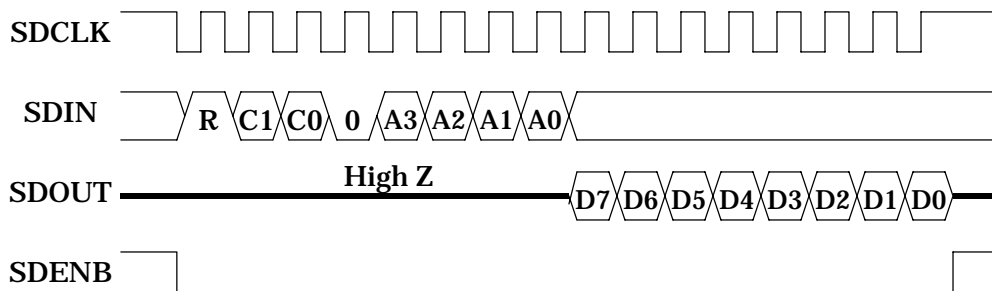 SDCLK
SDIN R C1 C0 0 A3 A2 A1 A0
High Z
SDOUT D7 D6 D5 D4 D3 D2 D1 D0
SDENB